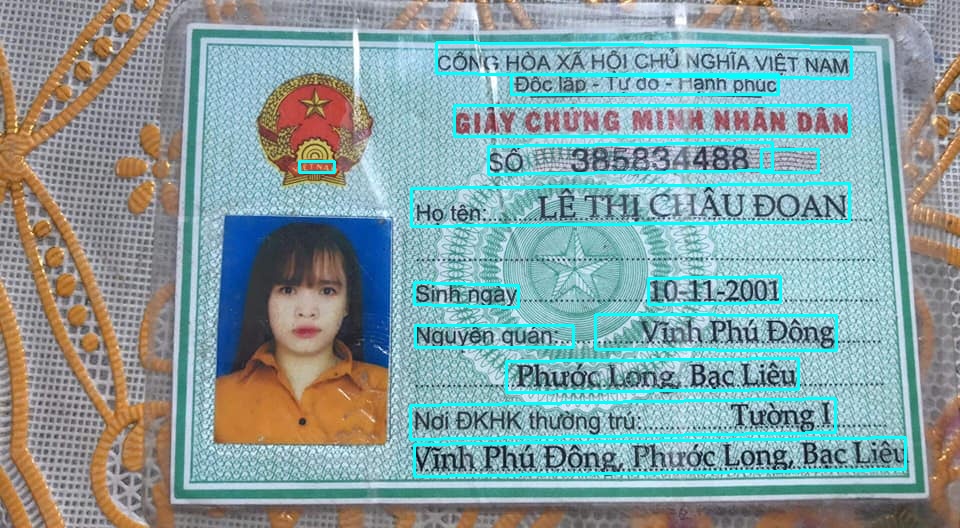 CỘNG HÒA XÃ HỘI CHỦ NGHĨA VIỆT NAM
Độc lập - Tự do - Hạnh phúc
GIẤY CHỨNG MINH NHÂN DÂN
SỐ 385834488
Họ tên: LÊ THỊ CHÂU ĐOAN
Sinh ngày 10-11-2001
Nguyên quán: Vĩnh Phú Đông
Phước Long, Bạc Liêu
Nơi ĐKHK thường trú: Tường I
Vĩnh Phú Đông, Phước Long, Bạc Liêu